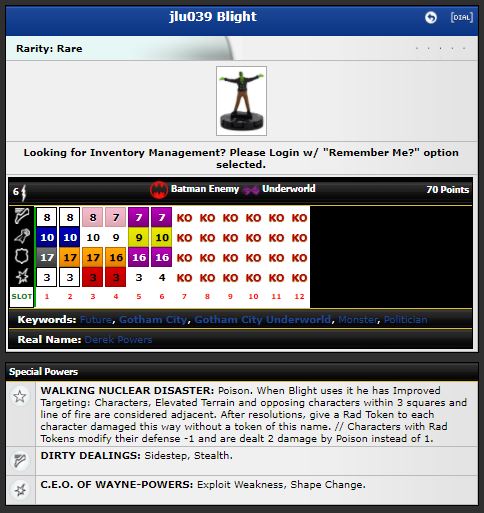 jlu039 Blight
[DIAL]
Rarity: Rare
Looking for Inventory Management? Please Login w/ "Remember Me?" option
selected.
6 Batman Enemy Underworld 70 Points
8 8 8 7 7 7 KO KO KO KO KO KO
10 10 10 9 9 10 KO KO KO KO KO KO
17 17 17 16 16 16 KO KO KO KO KO KO
3 3 3 3 3 4 KO KO KO KO KO KO
SLOT 1 2 3 4 5 6 7 8 9 10 11 12
Keywords: Future, Gotham City, Gotham City Underworld, Monster, Politician
Real Name: Derek Powers
Special Powers
WALKING NUCLEAR DISASTER: Poison. When Blight uses it he has Improved
Targeting: Characters, Elevated Terrain and opposing characters within 3 squares and
line of fire are considered adjacent. After resolutions, give a Rad Token to each
character damaged this way without a token of this name. // Characters with Rad
Tokens modify their defense -1 and are dealt 2 damage by Poison instead of 1.
DIRTY DEALINGS: Sidestep, Stealth.
C.E.O. OF WAYNE-POWERS: Exploit Weakness, Shape Change.